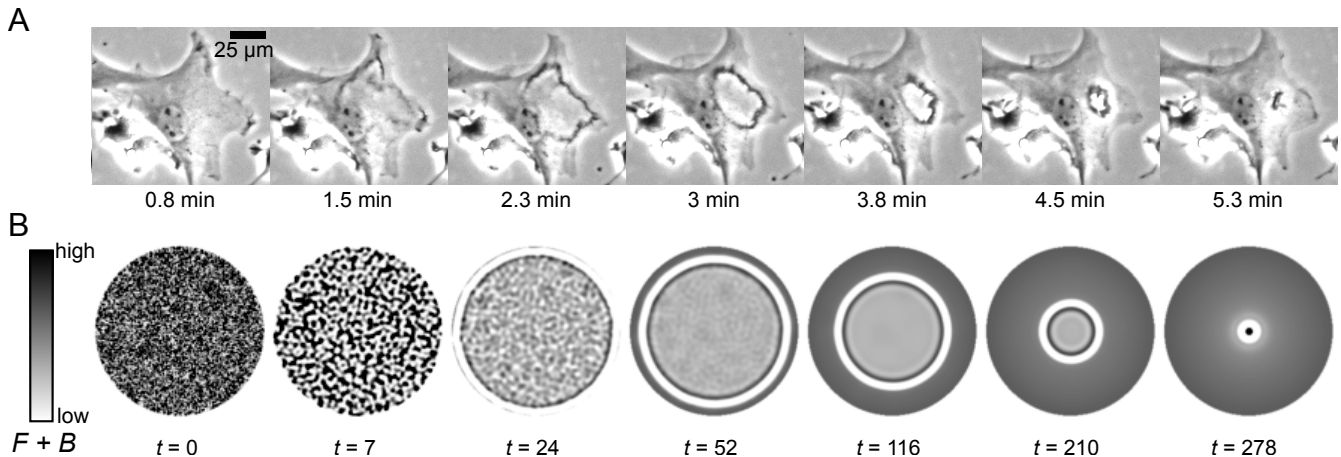 A
25 µm
0.8 min 1.5 min 2.3 min 3 min 3.8 min 4.5 min 5.3 min
B
high
low
F + B
t = 0 t = 7 t = 24 t = 52 t = 116 t = 210 t = 278